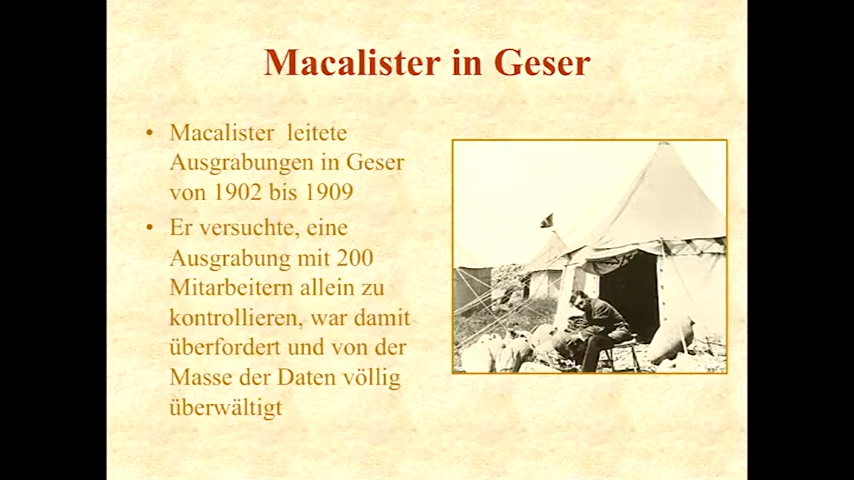 Macalister in Geser
• Macalister leitete
Ausgrabungen in Geser
von 1902 bis 1909
• Er versuchte, eine
Ausgrabung mit 200
Mitarbeitern allein zu
kontrollieren, war damit
überfordert und von der
Masse der Daten völlig
überwältigt